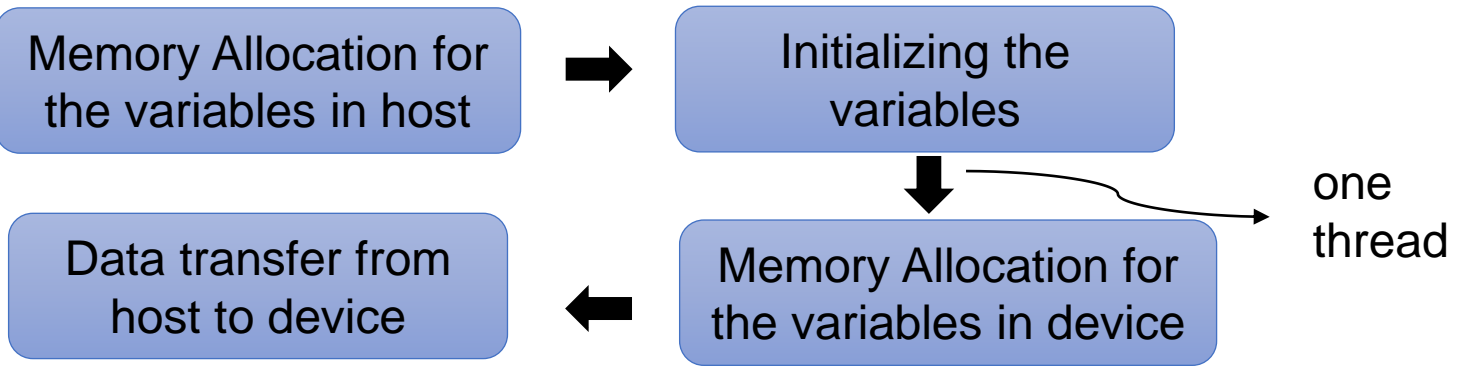 Memory Allocation for
the variables in host
Initializing the
variables
one
thread
Memory Allocation for
the variables in device
Data transfer from
host to device